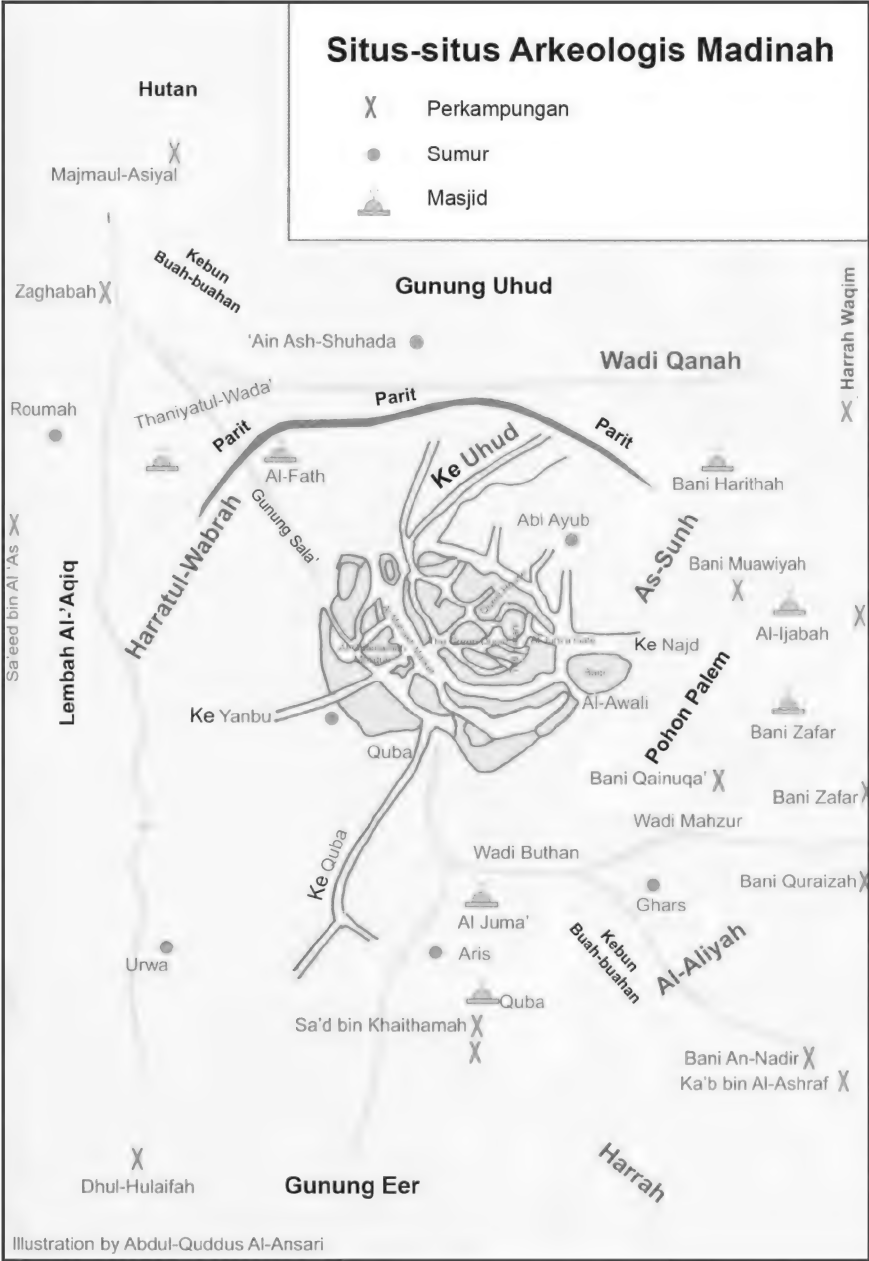 Situs-situs Arkeologis Madinah
Perkampungan
Sumur
Masjid
Hutan
Majmaul-Asiyal
Kebun
Buah-buahan
Zaghabah
Gunung Uhud
Harrah Waqim
'Ain Ash-Shuhada
Wadi Qanah
Thaniyatul-Wada'
Roumah
Parit
Parit
Parit
Ke Uhud
Al-Fath
Bani Harithah
Gunung Sala'
Harratul-Wabrah
Abi Ayub
As-Sunh
Sa'eed bin Al 'As
Lembah Al-'Aqiq
Bani Muawiyah
Al-Ijabah
Ke Najd
Pohon Palem
Al-Awali
Ke Yanbu
Bani Zafar
Quba
Bani Qainuqa'
Bani Zafar
Wadi Mahzur
Ke Quba
Wadi Buthan
Bani Quraizah
Ghars
Al Juma'
Kebun
Buah-buahan
Al-Aliyah
Aris
Urwa
Quba
Sa'd bin Khaithamah
Bani An-Nadir
Ka'b bin Al-Ashraf
Harrah
Dhul-Hulaifah
Gunung Eer
Illustration by Abdul-Quddus Al-Ansari